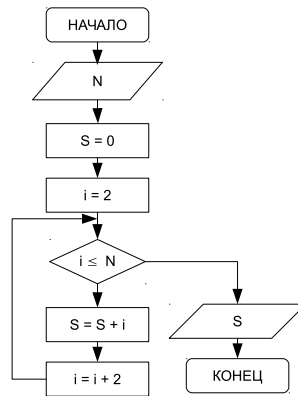 НАЧАЛО
N
S = 0
i = 2
i ≤ N
S = S + i
i = i + 2
S
КОНЕЦ